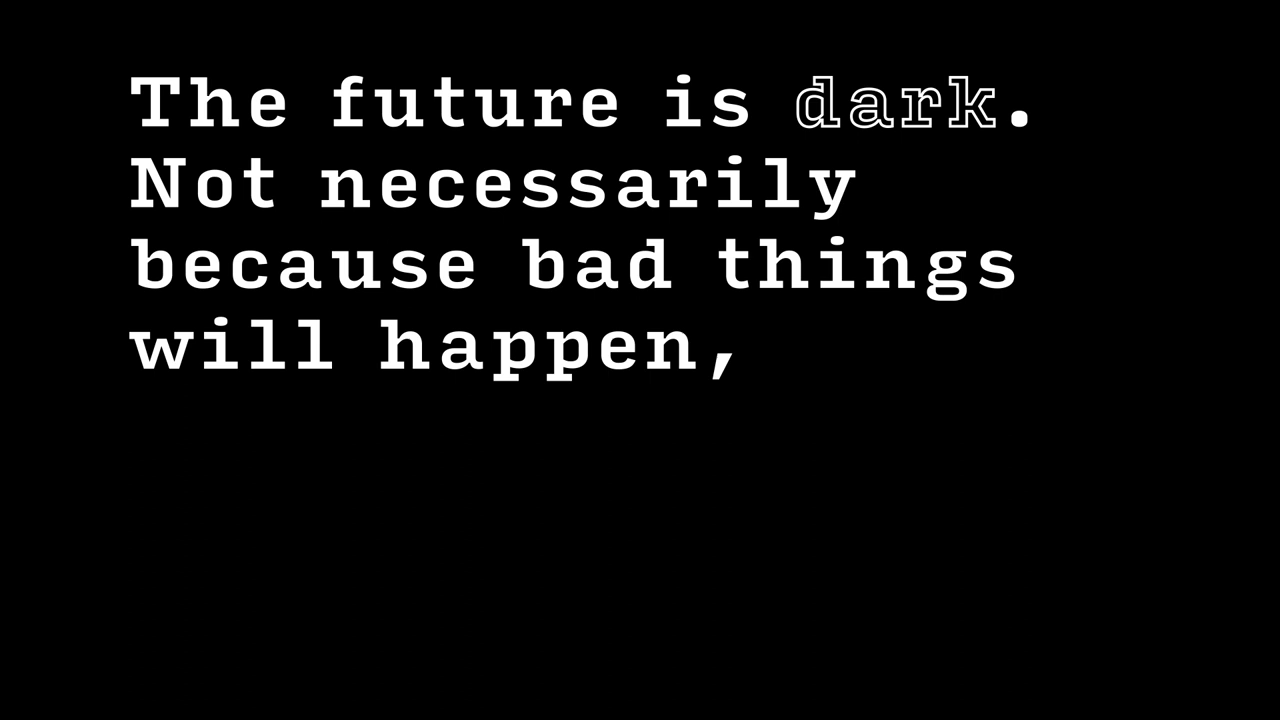 The future is dark.
Not necessarily
because bad things
will happen,